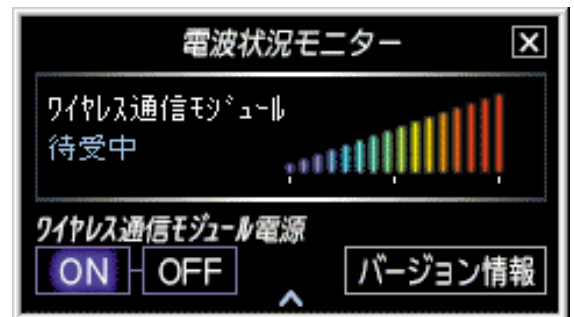 電波状況モニター
ﾜｲﾔﾚｽ通信ﾓｼﾞｭｰﾙ
待受中
ﾜｲﾔﾚｽ通信ﾓｼﾞｭｰﾙ電源
ON OFF バージョン情報